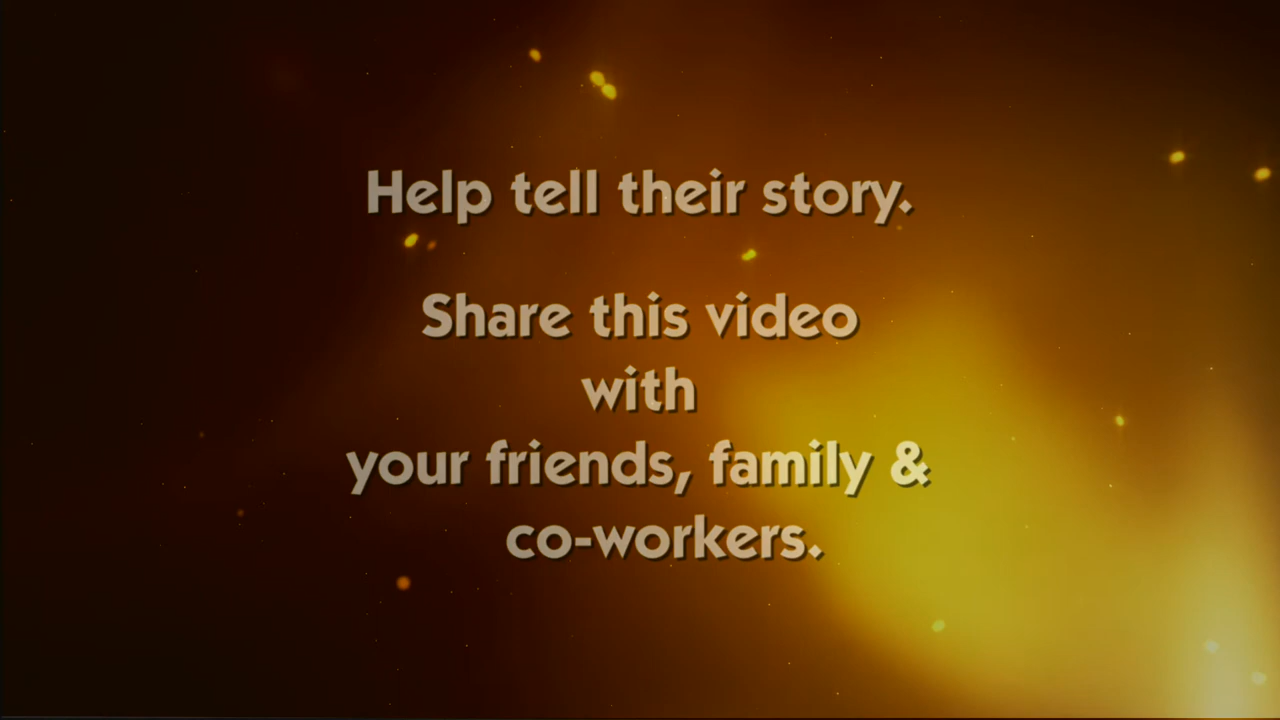 Help tell their story.
Share this video
with
your friends, family &
co-workers.